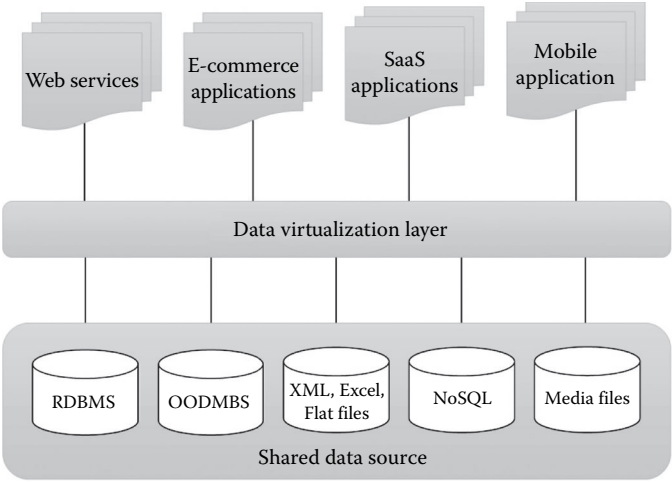 Web services
E-commerce
applications
SaaS
applications
Mobile
application
Data virtualization layer
RDBMS
OODMBS
XML, Excel,
Flat files
NoSQL
Media files
Shared data source